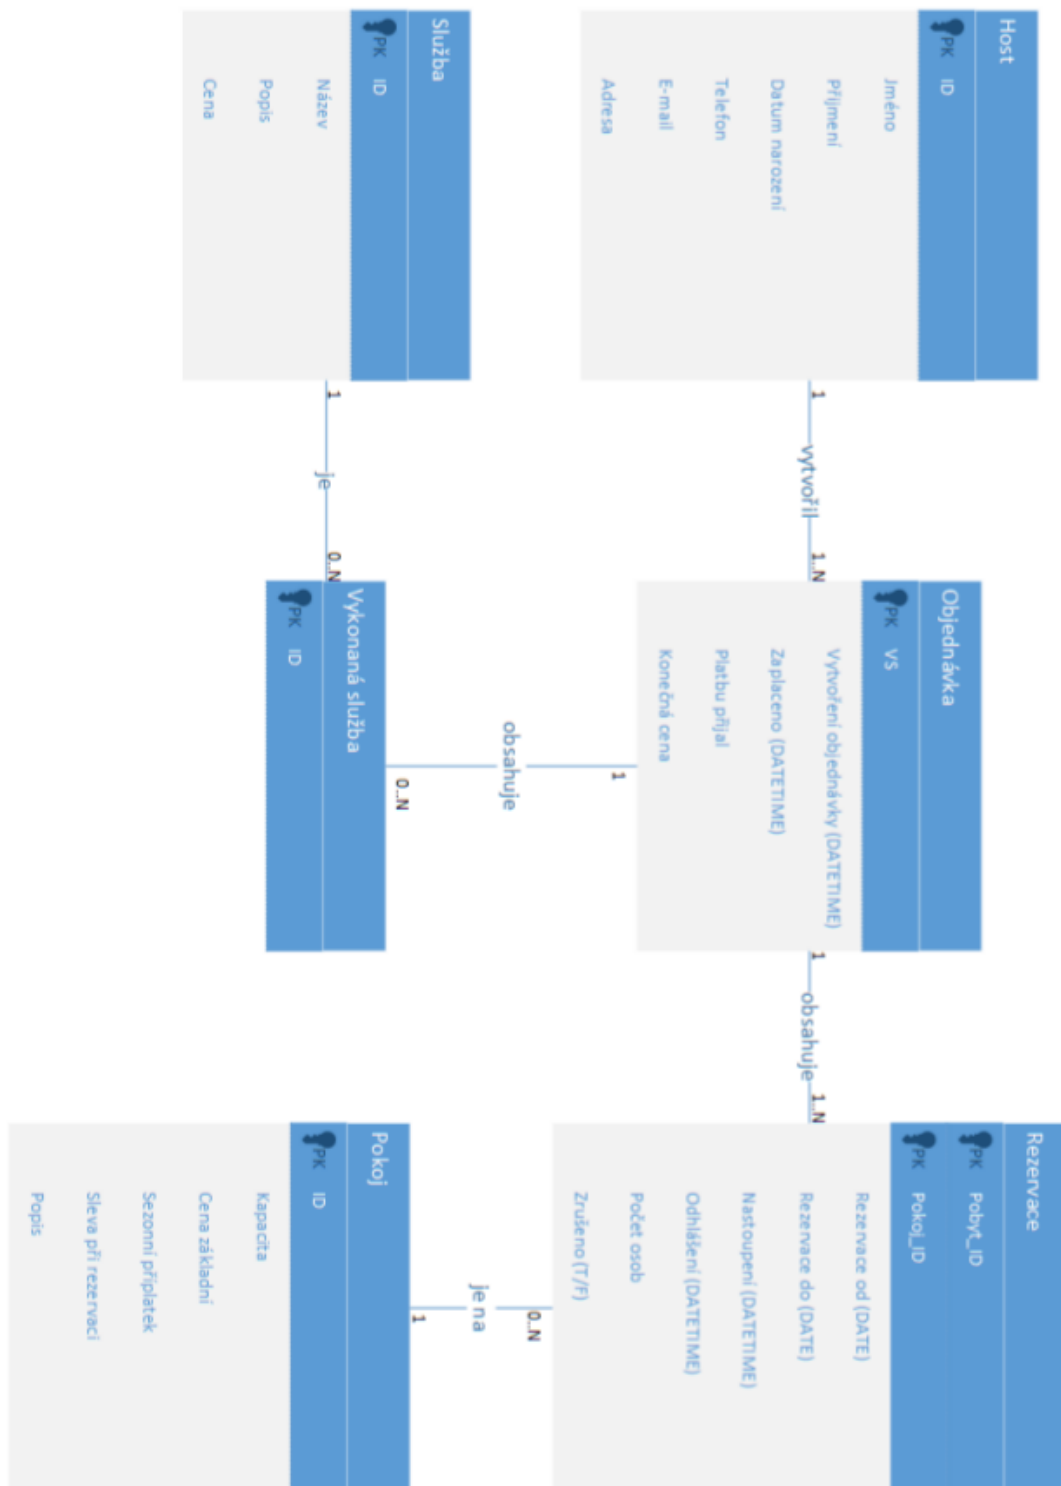 Host
PK ID
Jméno
Příjmení
Datum narození
Telefon
E-mail
Adresa
1
vytvořil
1..N
Objednávka
PK VS
Vytvoření objednávky (DATETIME)
Zaplaceno (DATETIME)
Platbu přijal
Konečná cena
1
obsahuje
1..N
Rezervace
PK Pobyt_ID
PK Pokoj_ID
Rezervace od (DATE)
Rezervace do (DATE)
Nastoupení (DATETIME)
Odhlášení (DATETIME)
Počet osob
Zrušeno (T/F)
1
obsahuje
0..N
0..N
je na
1
Služba
PK ID
Název
Popis
Cena
1
je
0..N
Vykonaná služba
PK ID
Pokoj
PK ID
Kapacita
Cena základní
Sezonní příplatek
Sleva při rezervaci
Popis